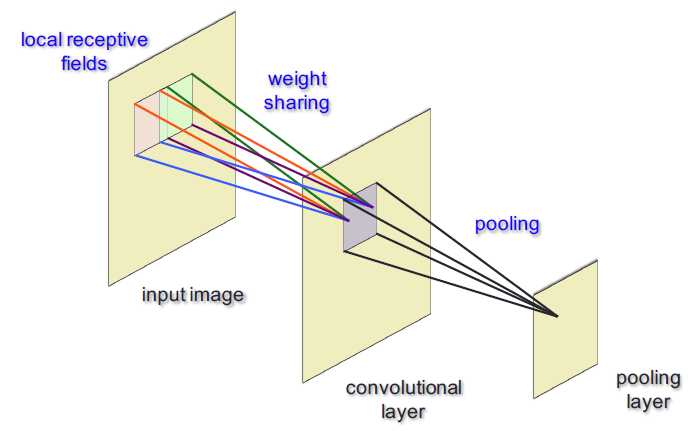 local receptive
fields
weight
sharing
pooling
input image
convolutional
layer
pooling
layer